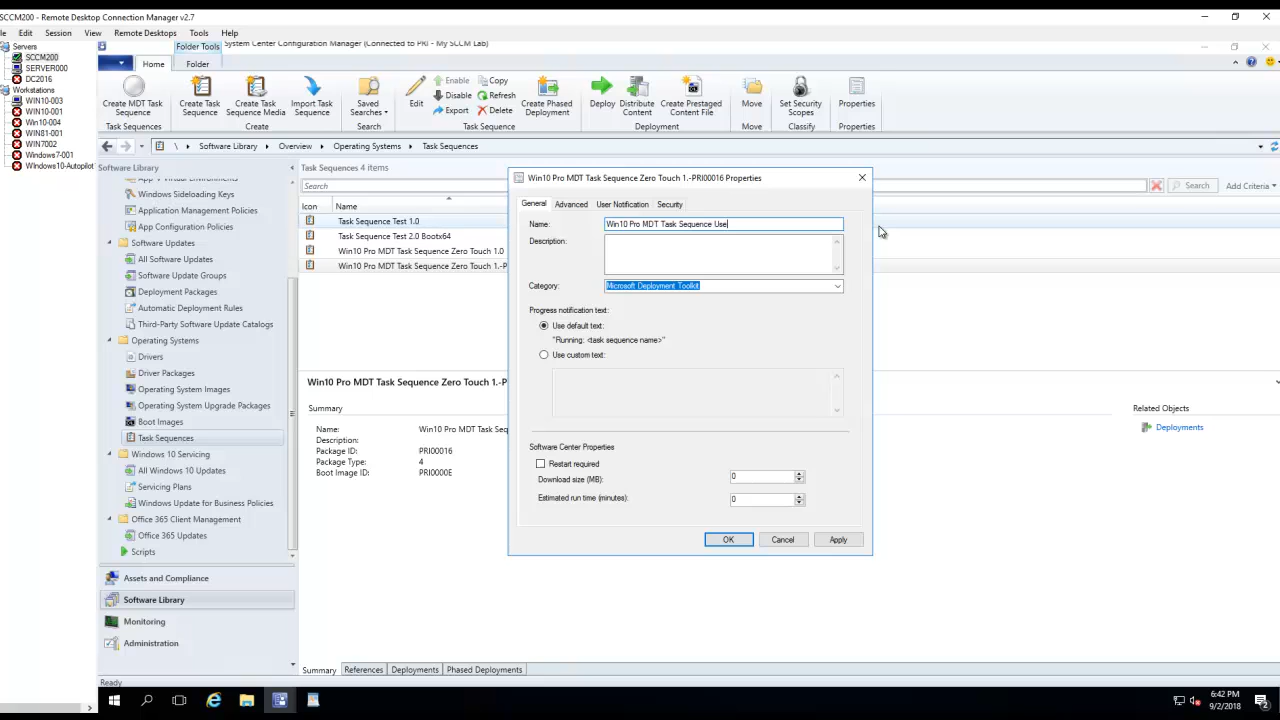 SCCM200 - Remote Desktop Connection Manager v2.7
le Edit Session View Remote Desktops Tools Help
Servers
SCCM200
SERVER000
DC2016
Workstations
WIN10-003
WIN10-001
Win10-004
WIN81-001
WIN7002
Windows7-001
Windows10-Autopilot
Folder Tools
System Center Configuration Manager (Connected to PRI - My SCCM Lab)
Home Folder
Create MDT Task Sequence
Create Task Sequence
Create Task Sequence Media
Import Task Sequence
Saved Searches
Edit
Enable
Disable
Export
Copy
Refresh
Delete
Create Phased Deployment
Deploy
Distribute Content
Create Prestaged Content File
Move
Set Security Scopes
Properties
Task Sequences Create Search Task Sequence Deployment Move Classify Properties
\ Software Library Overview Operating Systems Task Sequences
Software Library
Windows Sideloading Keys
Application Management Policies
App Configuration Policies
Software Updates
All Software Updates
Software Update Groups
Deployment Packages
Automatic Deployment Rules
Third-Party Software Update Catalogs
Operating Systems
Drivers
Driver Packages
Operating System Images
Operating System Upgrade Packages
Boot Images
Task Sequences
Windows 10 Servicing
All Windows 10 Updates
Servicing Plans
Windows Update for Business Policies
Office 365 Client Management
Office 365 Updates
Scripts
Assets and Compliance
Software Library
Monitoring
Administration
Task Sequences 4 items
Search
Search
Add Criteria
Icon Name
Task Sequence Test 1.0
Task Sequence Test 2.0 Bootx64
Win10 Pro MDT Task Sequence Zero Touch 1.0
Win10 Pro MDT Task Sequence Zero Touch 1.-P
Win10 Pro MDT Task Sequence Zero Touch 1.-P
Summary
Name: Win10 Pro MDT Task Seq
Description:
Package ID: PRI00016
Package Type: 4
Boot Image ID: PRI0000E
Related Objects
Deployments
Summary References Deployments Phased Deployments
Win10 Pro MDT Task Sequence Zero Touch 1.-PRI00016 Properties
General Advanced User Notification Security
Name: Win10 Pro MDT Task Sequence Use
Description:
Category: Microsoft Deployment Toolkit
Progress notification text:
Use default text:
"Running: <task sequence name>"
Use custom text:
Software Center Properties
Restart required
Download size (MB): 0
Estimated run time (minutes): 0
OK Cancel Apply
Ready
6:42 PM
9/2/2018
2